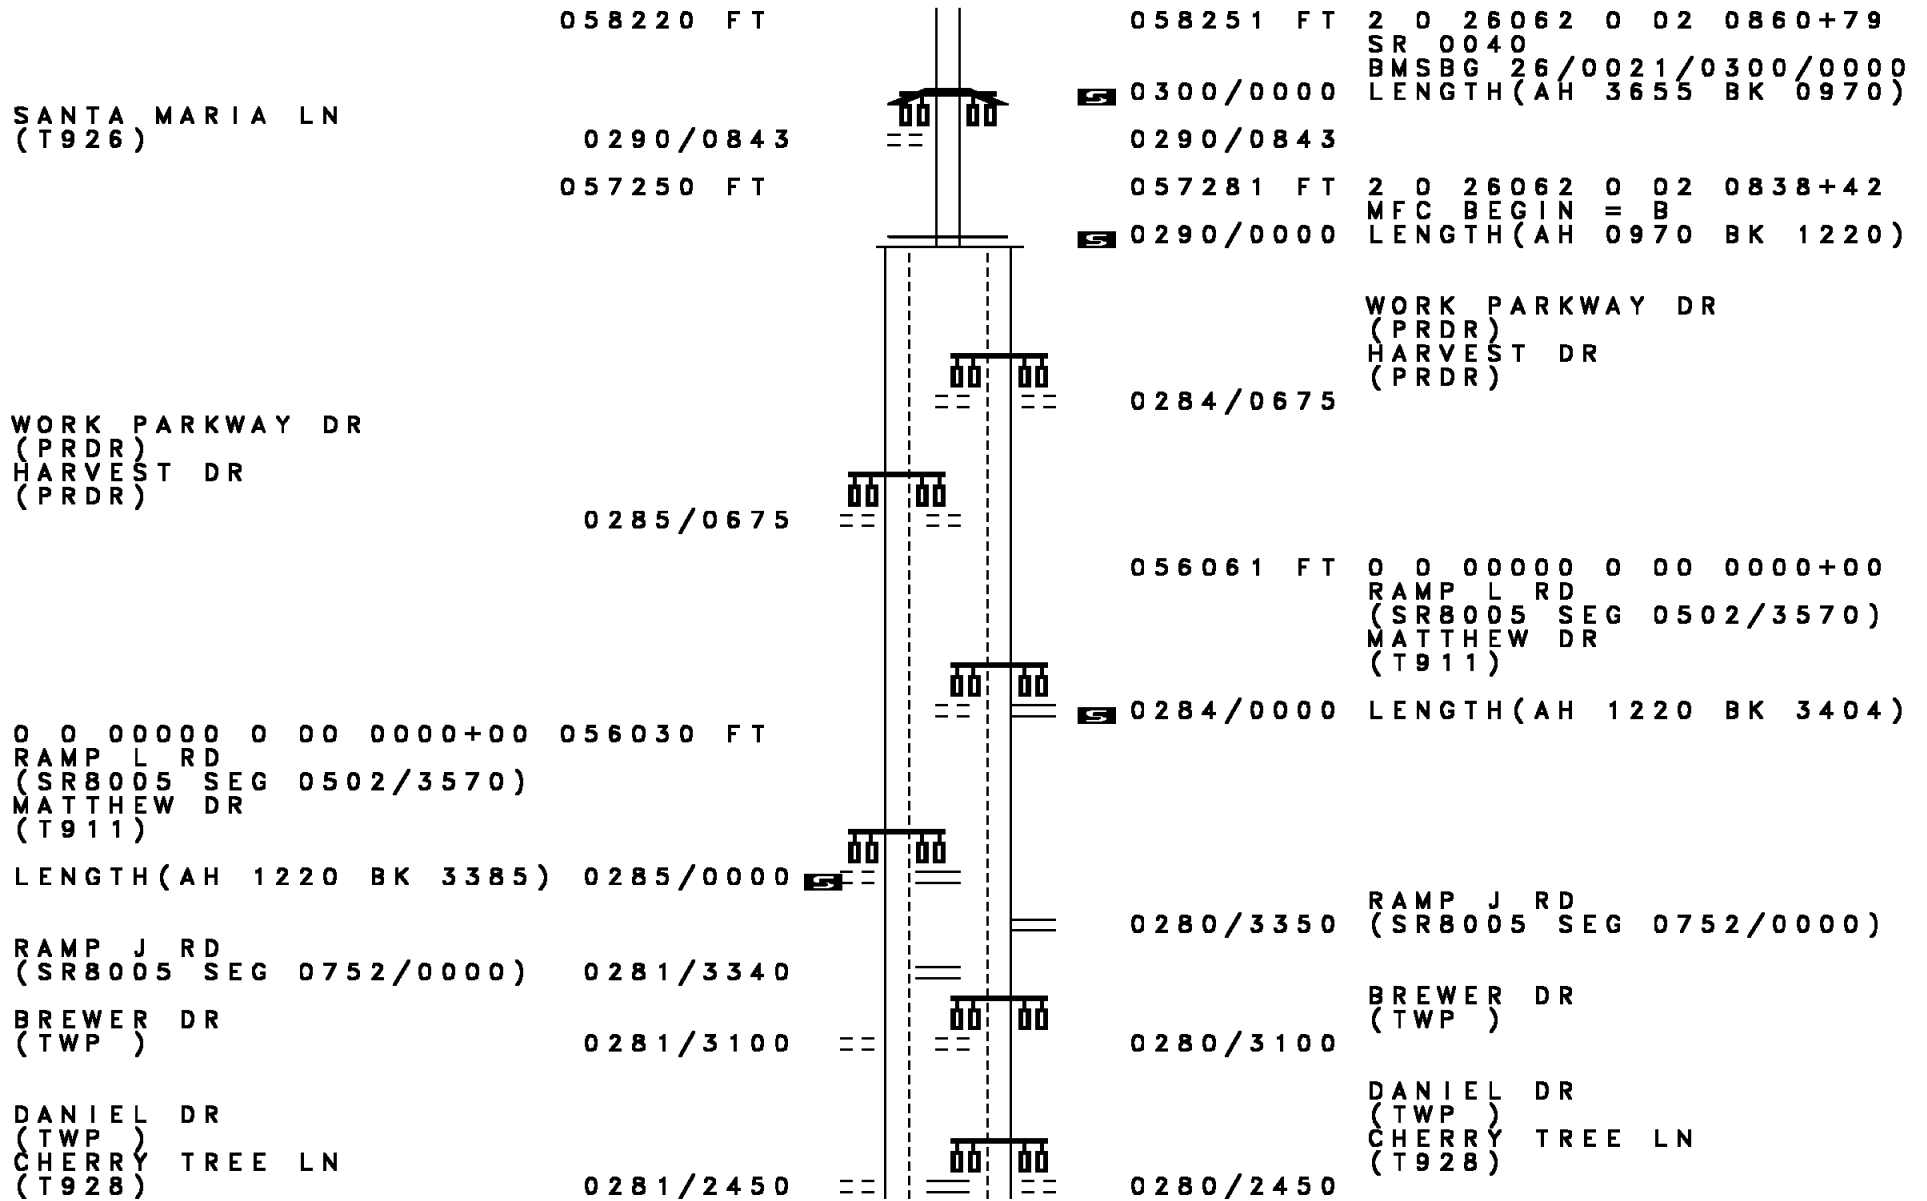 058220 FT 058251 FT 2 0 26062 0 02 0860+79
SR 0040
BMSBG 26/0021/0300/0000
S 0300/0000 LENGTH(AH 3655 BK 0970)
SANTA MARIA LN
(T926) 0290/0843 0290/0843
057250 FT 057281 FT 2 0 26062 0 02 0838+42
MFC BEGIN = B
S 0290/0000 LENGTH(AH 0970 BK 1220)
WORK PARKWAY DR
(PRDR)
HARVEST DR
(PRDR)
0284/0675
WORK PARKWAY DR
(PRDR)
HARVEST DR
(PRDR)
0285/0675
056061 FT 0 0 00000 0 00 0000+00
RAMP L RD
(SR8005 SEG 0502/3570)
MATTHEW DR
(T911)
S 0284/0000 LENGTH(AH 1220 BK 3404)
0 0 00000 0 00 0000+00 056030 FT
RAMP L RD
(SR8005 SEG 0502/3570)
MATTHEW DR
(T911)
LENGTH(AH 1220 BK 3385) 0285/0000 S
RAMP J RD
0280/3350 (SR8005 SEG 0752/0000)
RAMP J RD
(SR8005 SEG 0752/0000) 0281/3340
BREWER DR
(TWP )
BREWER DR
(TWP ) 0281/3100 0280/3100
DANIEL DR
(TWP )
CHERRY TREE LN
(T928)
DANIEL DR
(TWP )
CHERRY TREE LN
(T928) 0281/2450 0280/2450